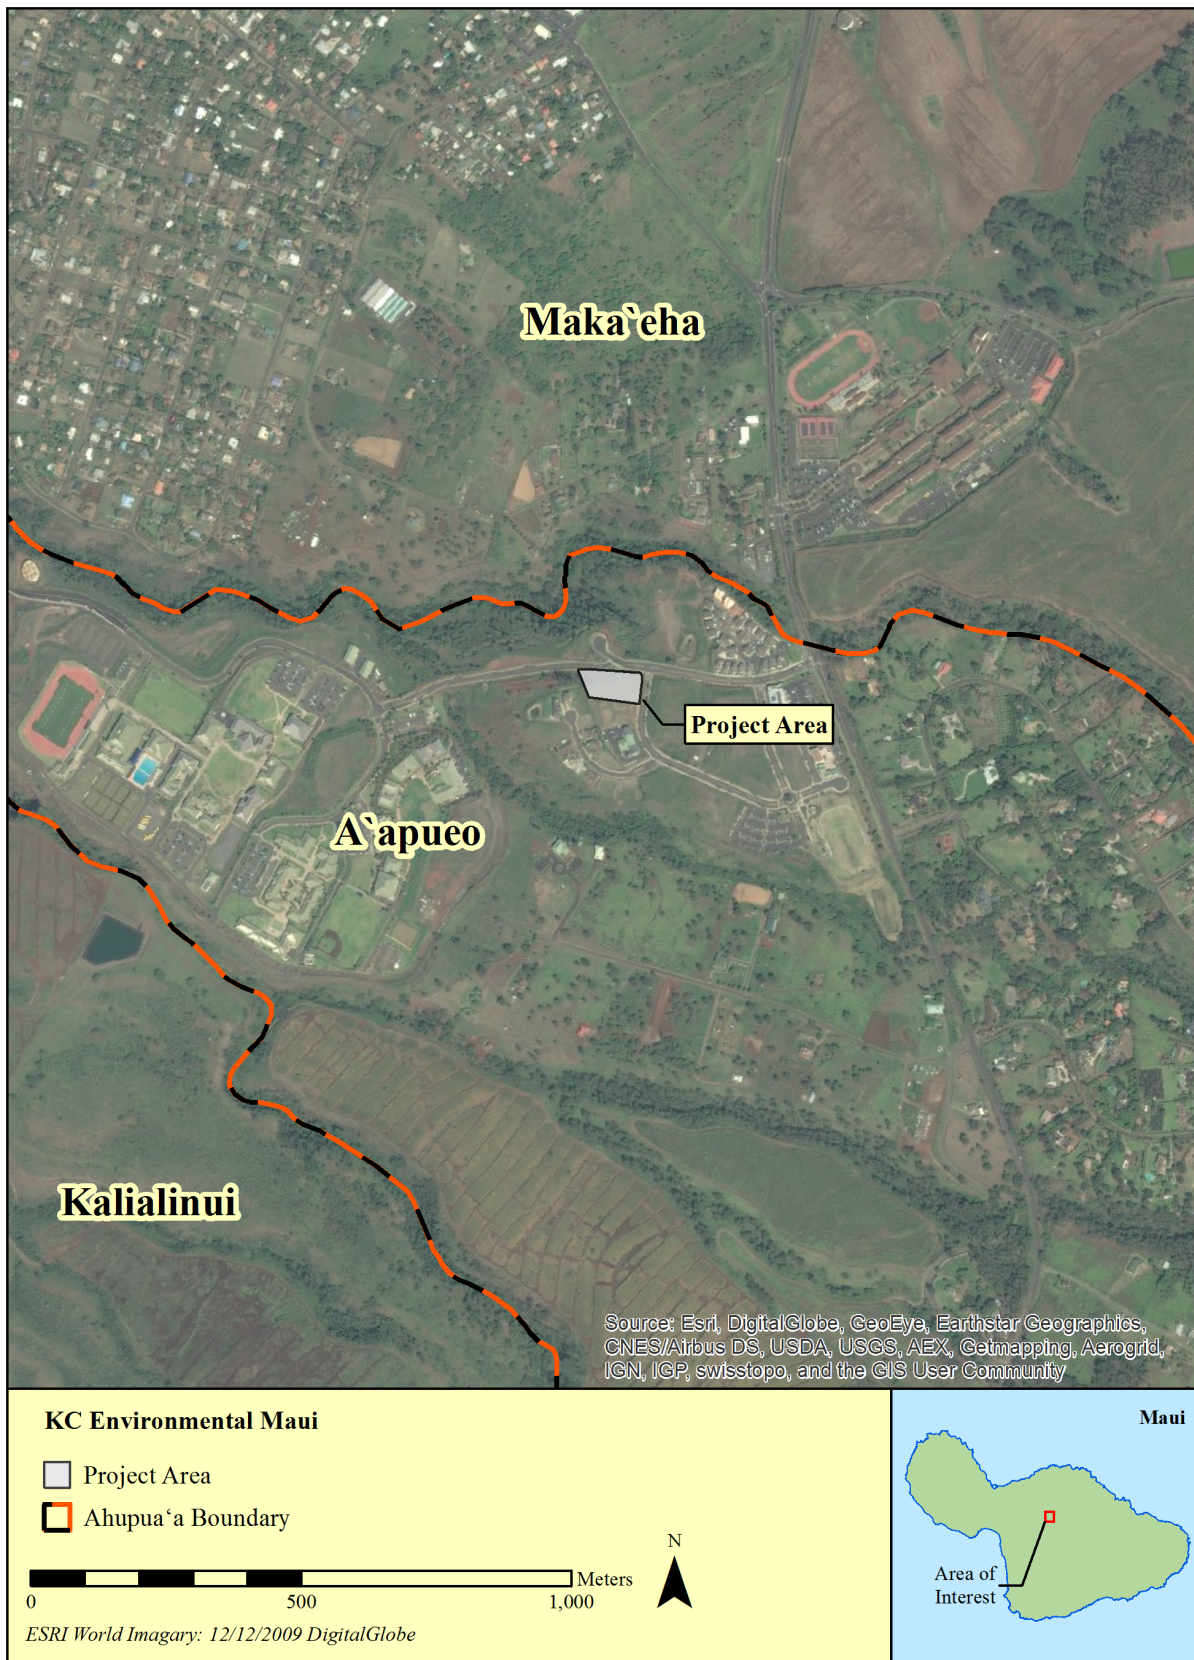 Maka`eha
Project Area
A`apueo
Kalialinui
Source: Esri, DigitalGlobe, GeoEye, Earthstar Geographics,
CNES/Airbus DS, USDA, USGS, AEX, Getmapping, Aerogrid,
IGN, IGP, swisstopo, and the GIS User Community
KC Environmental Maui
Project Area
Ahupua‘a Boundary
N
Meters
0 500 1,000
ESRI World Imagary: 12/12/2009 DigitalGlobe
Maui
Area of
Interest